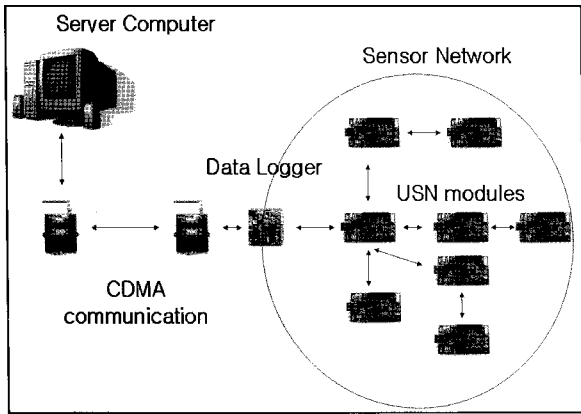 Server Computer
Sensor Network
Data Logger
USN modules
CDMA
communication